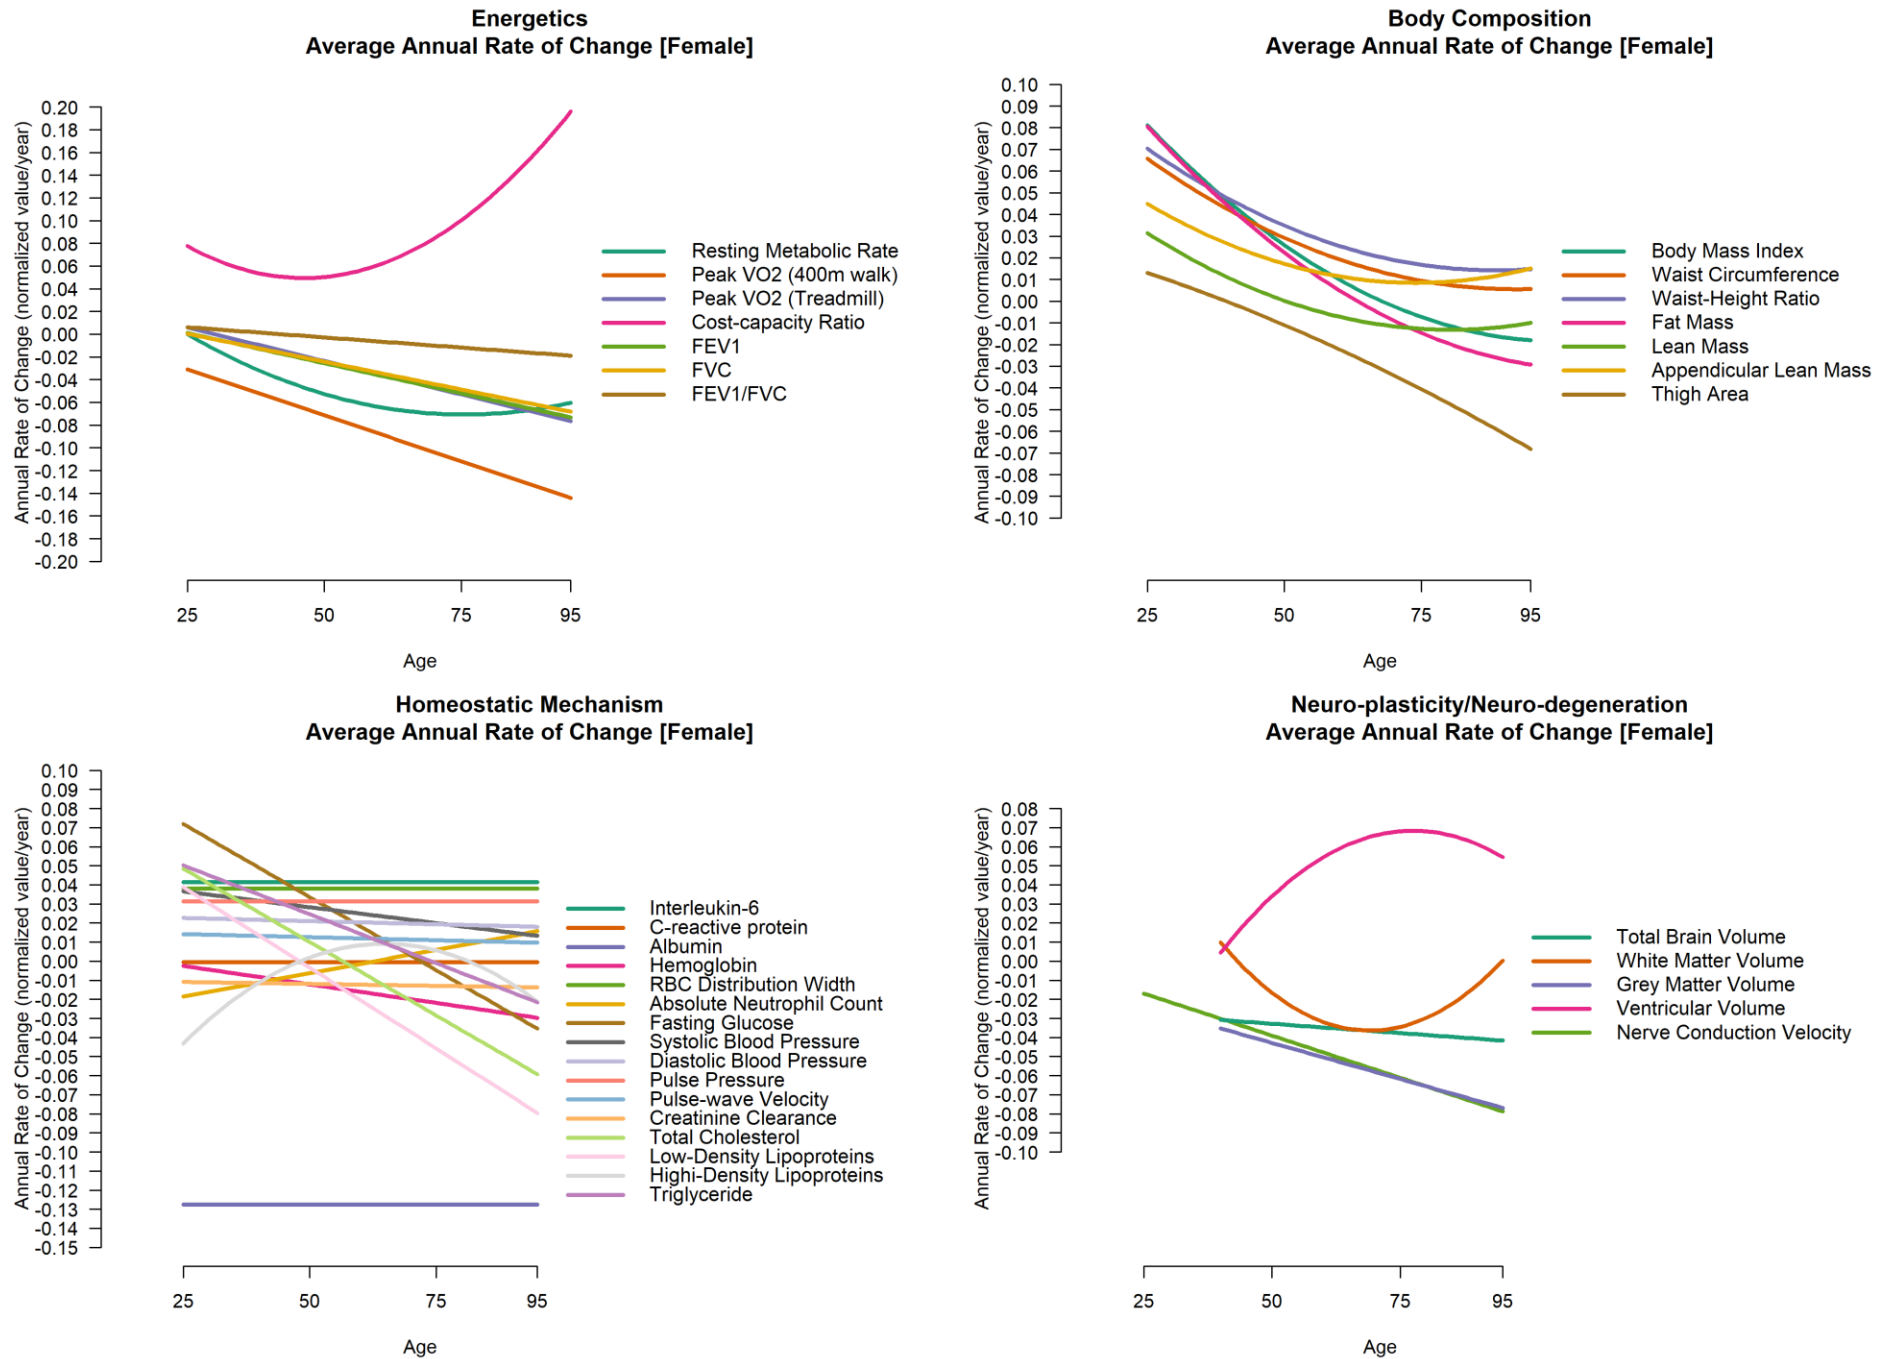 Energetics
Average Annual Rate of Change [Female]
Annual Rate of Change (normalized value/year)
0.20
0.18
0.16
0.14
0.12
0.10
0.08
0.06
0.04
0.02
0.00
-0.02
-0.04
-0.06
-0.08
-0.10
-0.12
-0.14
-0.16
-0.18
-0.20
25 50 75 95
Age
Resting Metabolic Rate
Peak VO2 (400m walk)
Peak VO2 (Treadmill)
Cost-capacity Ratio
FEV1
FVC
FEV1/FVC
Body Composition
Average Annual Rate of Change [Female]
Annual Rate of Change (normalized value/year)
0.10
0.09
0.08
0.07
0.06
0.05
0.04
0.03
0.02
0.01
0.00
-0.01
-0.02
-0.03
-0.04
-0.05
-0.06
-0.07
-0.08
-0.09
-0.10
25 50 75 95
Age
Body Mass Index
Waist Circumference
Waist-Height Ratio
Fat Mass
Lean Mass
Appendicular Lean Mass
Thigh Area
Homeostatic Mechanism
Average Annual Rate of Change [Female]
Annual Rate of Change (normalized value/year)
0.10
0.09
0.08
0.07
0.06
0.05
0.04
0.03
0.02
0.01
0.00
-0.01
-0.02
-0.03
-0.04
-0.05
-0.06
-0.07
-0.08
-0.09
-0.10
-0.11
-0.12
-0.13
-0.14
-0.15
25 50 75 95
Age
Interleukin-6
C-reactive protein
Albumin
Hemoglobin
RBC Distribution Width
Absolute Neutrophil Count
Fasting Glucose
Systolic Blood Pressure
Diastolic Blood Pressure
Pulse Pressure
Pulse-wave Velocity
Creatinine Clearance
Total Cholesterol
Low-Density Lipoproteins
Highi-Density Lipoproteins
Triglyceride
Neuro-plasticity/Neuro-degeneration
Average Annual Rate of Change [Female]
Annual Rate of Change (normalized value/year)
0.08
0.07
0.06
0.05
0.04
0.03
0.02
0.01
0.00
-0.01
-0.02
-0.03
-0.04
-0.05
-0.06
-0.07
-0.08
-0.09
-0.10
25 50 75 95
Age
Total Brain Volume
White Matter Volume
Grey Matter Volume
Ventricular Volume
Nerve Conduction Velocity